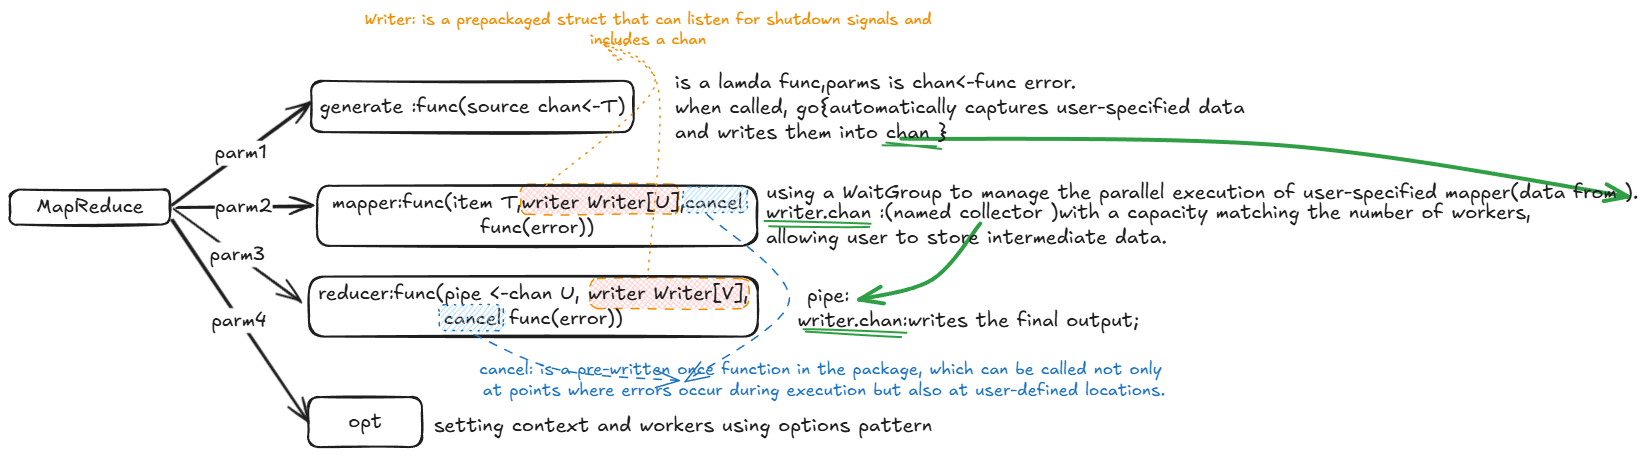 Writer: is a prepackaged struct that can listen for shutdown signals and
includes a chan
is a lamda func,parms is chan<-func error.
generate :func(source chan<-T)
when called, go{automatically captures user-specified data
and writes them into chan }
parm1
MapReduce
parm2
mapper:func(item T,writer Writer[U],cancel
func(error))
using a WaitGroup to manage the parallel execution of user-specified mapper(data from ).
writer.chan :(named collector )with a capacity matching the number of workers,
allowing user to store intermediate data.
parm3
reducer:func(pipe <-chan U, writer Writer[V],
cancel func(error))
pipe:
writer.chan:writes the final output;
parm4
cancel: is a pre-written once function in the package, which can be called not only
at points where errors occur during execution but also at user-defined locations.
opt
setting context and workers using options pattern